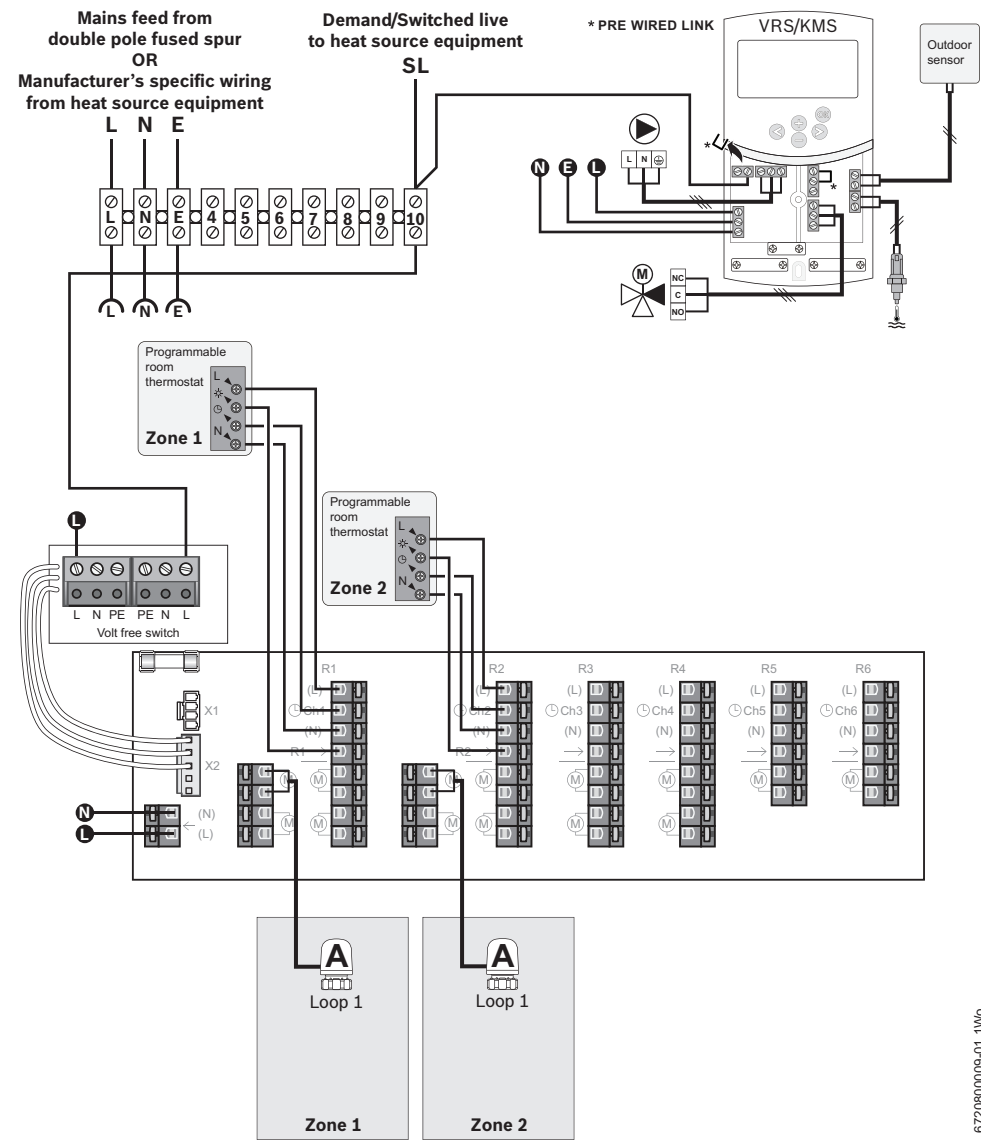 Mains feed from
double pole fused spur
OR
Manufacturer's specific wiring
from heat source equipment
L N E
Demand/Switched live
to heat source equipment
SL
* PRE WIRED LINK
VRS/KMS
OK
Outdoor
sensor
*
*
L N
N E L
L N E 4 5 6 7 8 9 10
L N E
M
NC
C
NO
Programmable
room
thermostat
L
N
Zone 1
Programmable
room
thermostat
L
N
Zone 2
L
L N PE PE N L
Volt free switch
R1 R2 R3 R4 R5 R6
(L) (L) (L) (L) (L) (L)
X1
Ch1 Ch2 Ch3 Ch4 Ch5 Ch6
(N) (N) (N) (N) (N) (N)
R1 R2
X2
M M M M M M M M
N (N)
L (L)
M M M M M M
A A
Loop 1 Loop 1
Zone 1 Zone 2
6720800009-01.1Wo